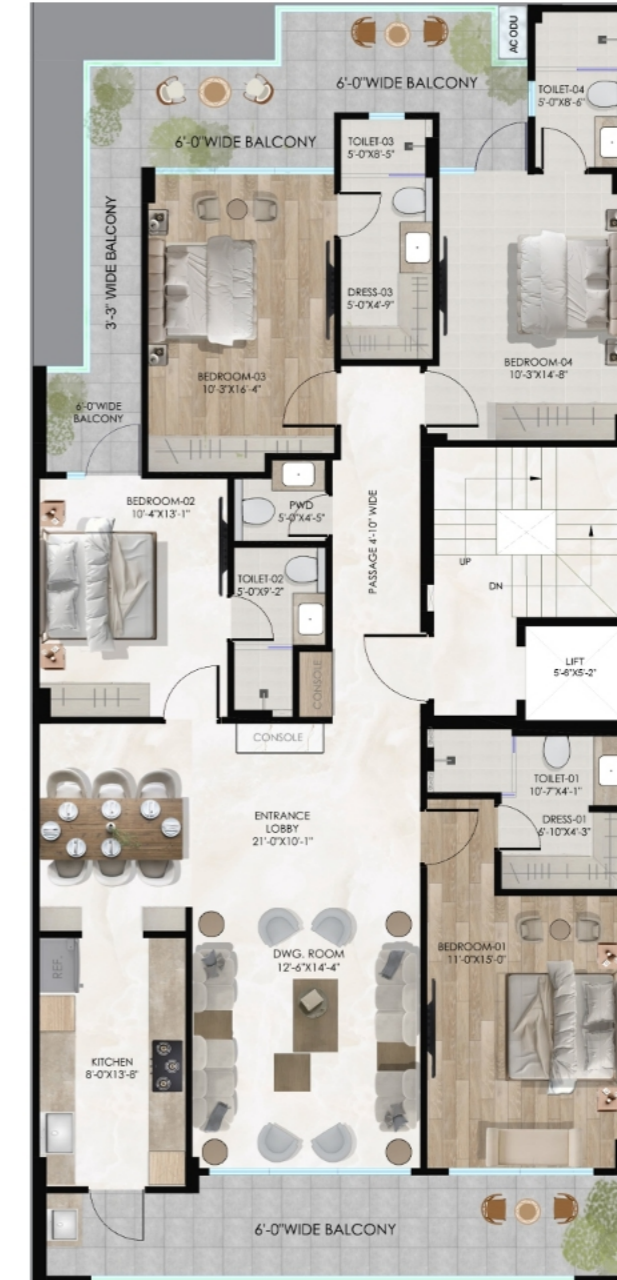 AC ODU
6'-0"WIDE BALCONY
TOILET-04
5'-0"X8'-6"
6'-0"WIDE BALCONY
TOILET-03
5'-0"X8'-5"
3'-3" WIDE BALCONY
DRESS-03
5'-0"X4'-9"
BEDROOM-03
10'-3"X16'-4"
BEDROOM-04
10'-3"X14'-8"
6'-0"WIDE
BALCONY
BEDROOM-02
10'-4"X13'-1"
PWD
5'-0"X4'-5"
PASSAGE 4'-10" WIDE
UP
DN
TOILET-02
5'-0"X9'-2"
LIFT
5'-6"X5'-2"
CONSOLE
CONSOLE
TOILET-01
10'-7"X4'-1"
ENTRANCE
LOBBY
21'-0"X10'-1"
DRESS-01
6'-10"X4'-3"
DWG. ROOM
12'-6"X14'-4"
BEDROOM-01
11'-0"X15'-0"
REF.
KITCHEN
8'-0"X13'-8"
6'-0"WIDE BALCONY